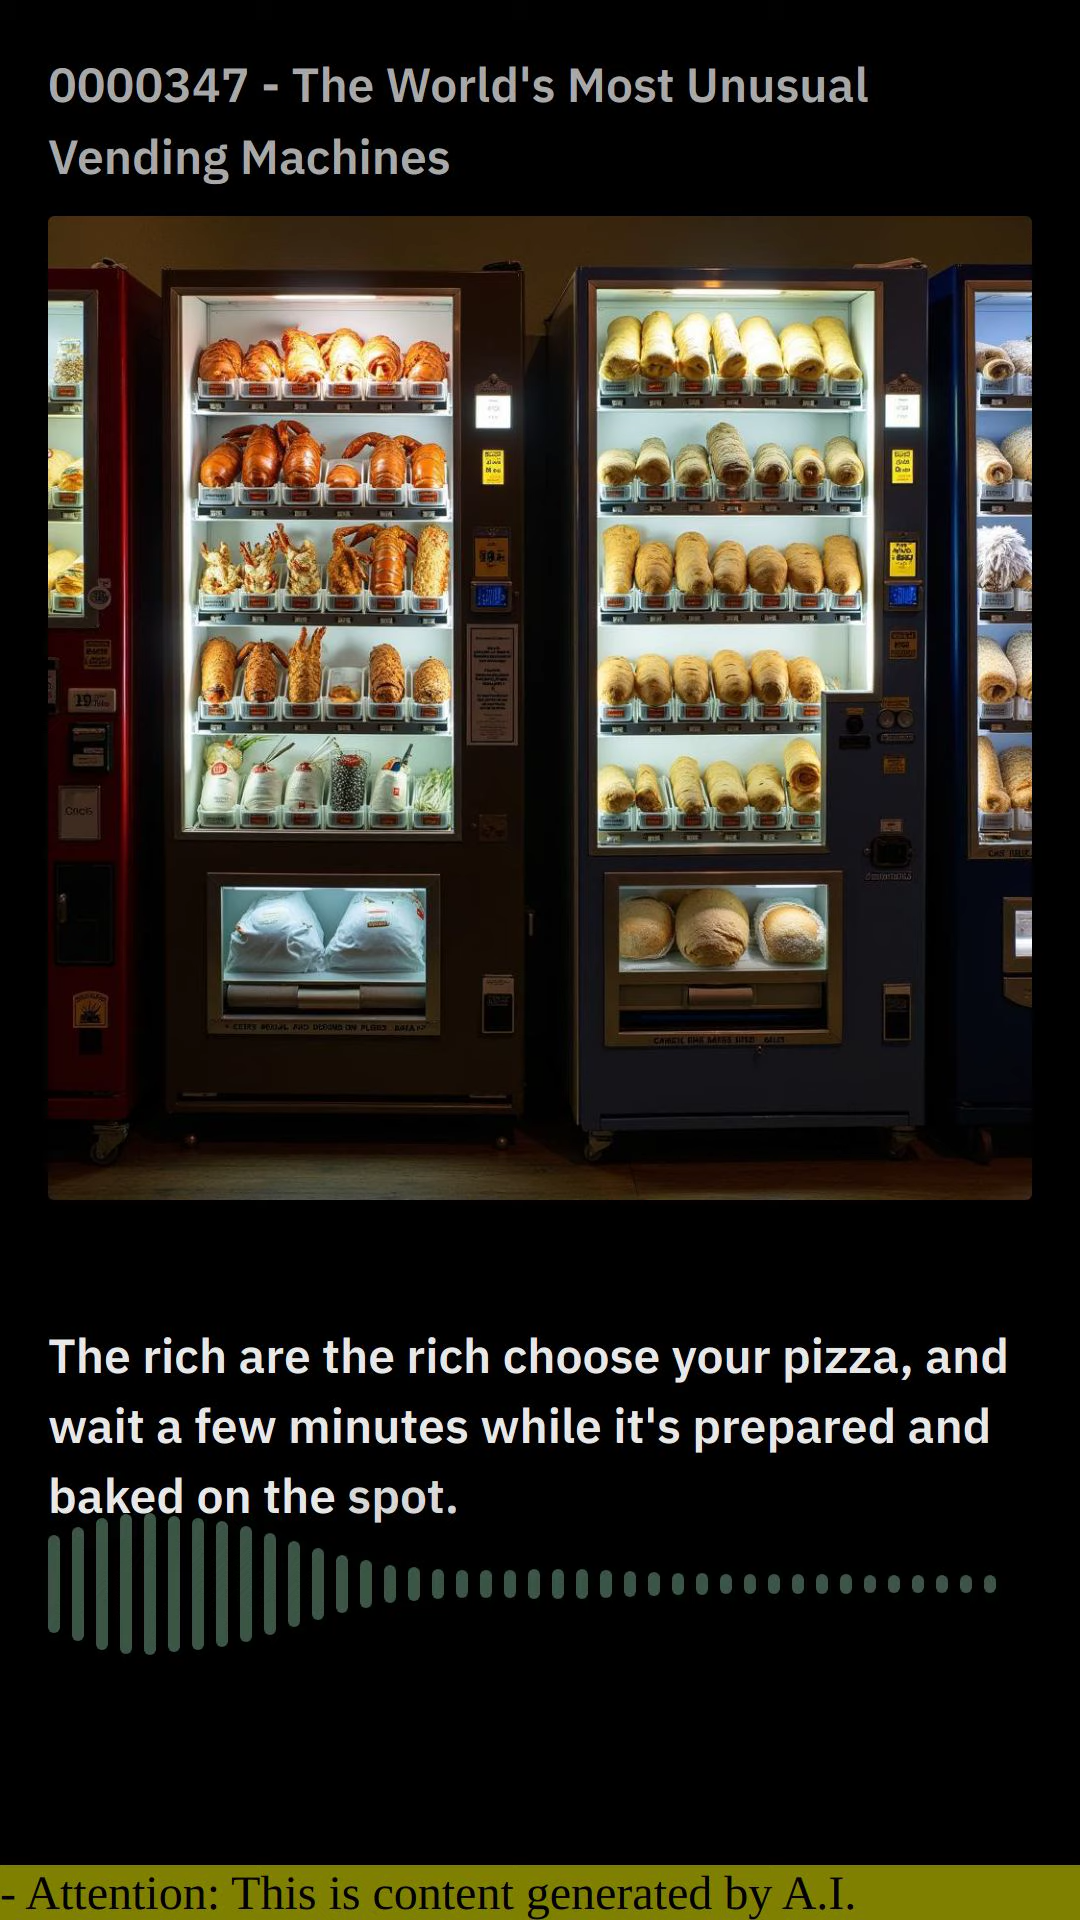 0000347 - The World's Most Unusual
Vending Machines
The rich are the rich choose your pizza, and
wait a few minutes while it's prepared and
baked on the spot.
- Attention: This is content generated by A.I.